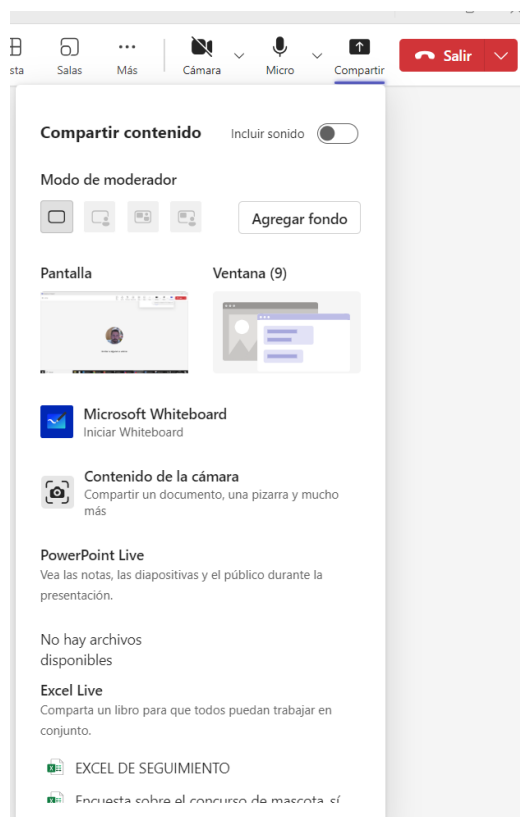 sta
Salas
Más
Cámara
Micro
Compartir
Salir
Compartir contenido
Incluir sonido
Modo de moderador
Agregar fondo
Pantalla
Ventana (9)
Microsoft Whiteboard
Iniciar Whiteboard
Contenido de la cámara
Compartir un documento, una pizarra y mucho
más
PowerPoint Live
Vea las notas, las diapositivas y el público durante la
presentación.
No hay archivos
disponibles
Excel Live
Comparta un libro para que todos puedan trabajar en
conjunto.
EXCEL DE SEGUIMIENTO
Encuesta sobre el concurso de mascota, sí